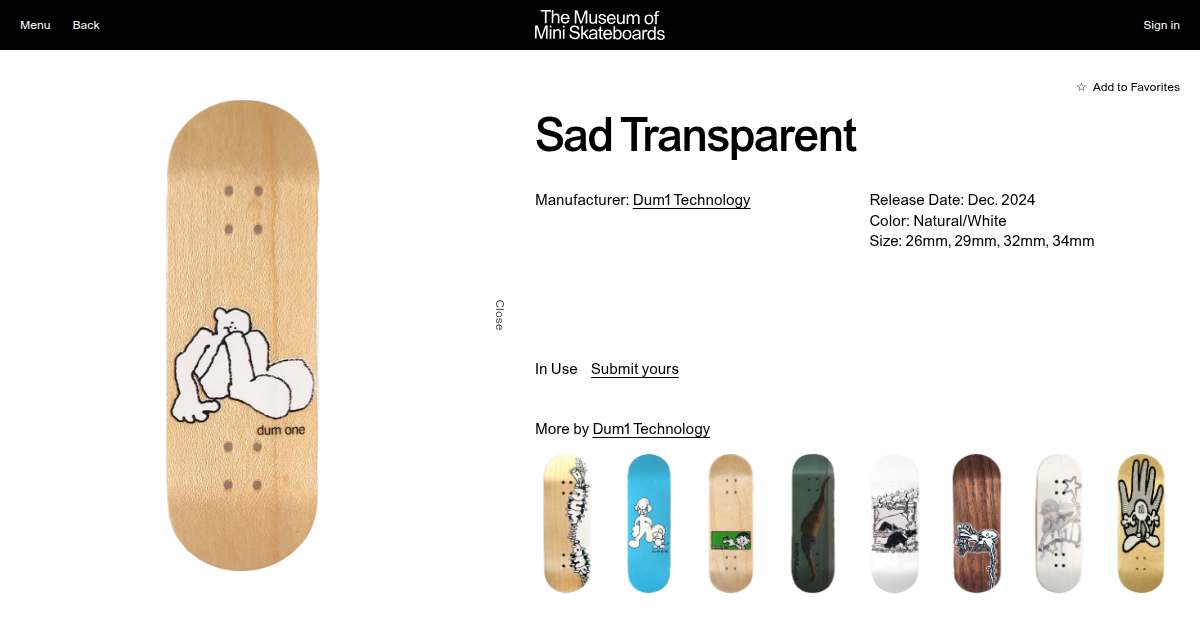 Menu
Back
The Museum of
Mini Skateboards
Sign in
☆ Add to Favorites
Sad Transparent
Manufacturer: Dum1 Technology
Release Date: Dec. 2024
Color: Natural/White
Size: 26mm, 29mm, 32mm, 34mm
dum one
Close
In Use
Submit yours
More by Dum1 Technology